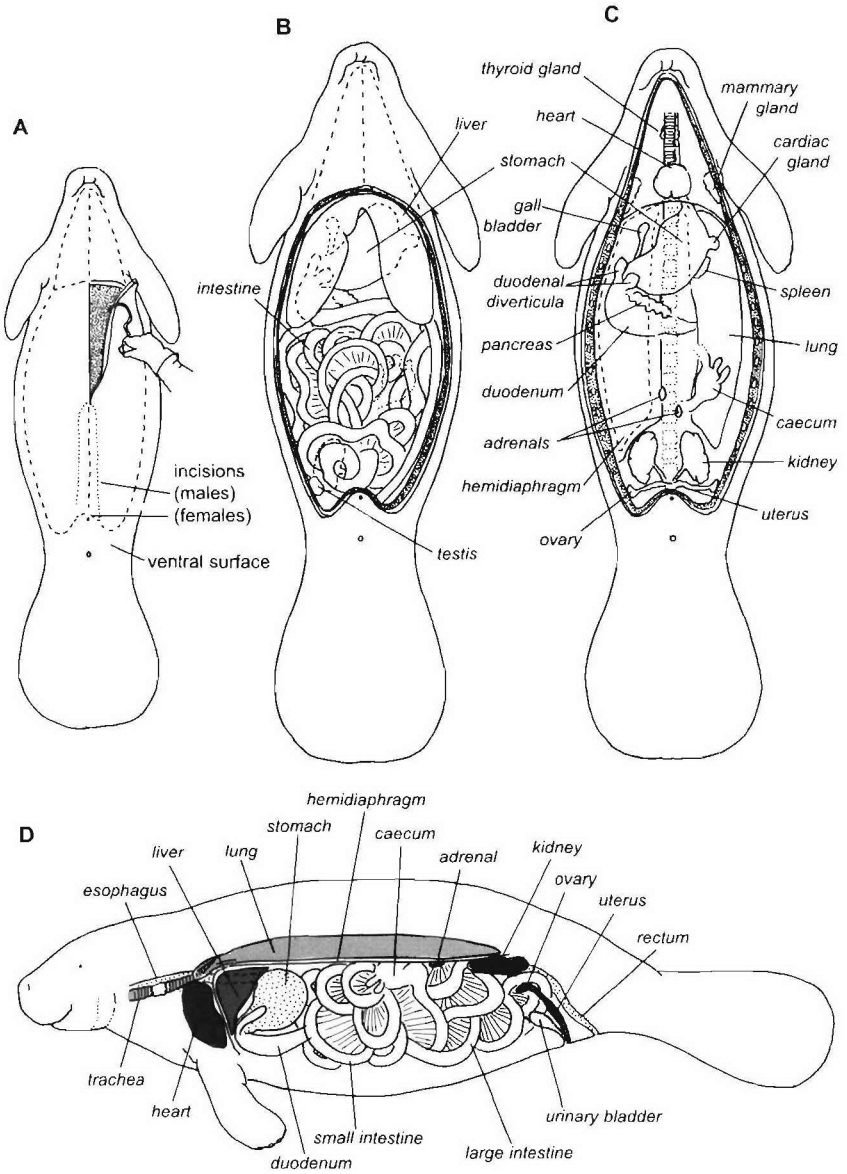 A
incisions
(males)
(females)
ventral surface
B
liver
stomach
intestine
testis
C
thyroid gland
heart
gall
bladder
duodenal
diverticula
pancreas
duodenum
adrenals
hemidiaphragm
ovary
mammary
gland
cardiac
gland
spleen
lung
caecum
kidney
uterus
D
esophagus
liver
lung
stomach
hemidiaphragm
caecum
adrenal
kidney
ovary
uterus
rectum
trachea
heart
duodenum
small intestine
large intestine
urinary bladder